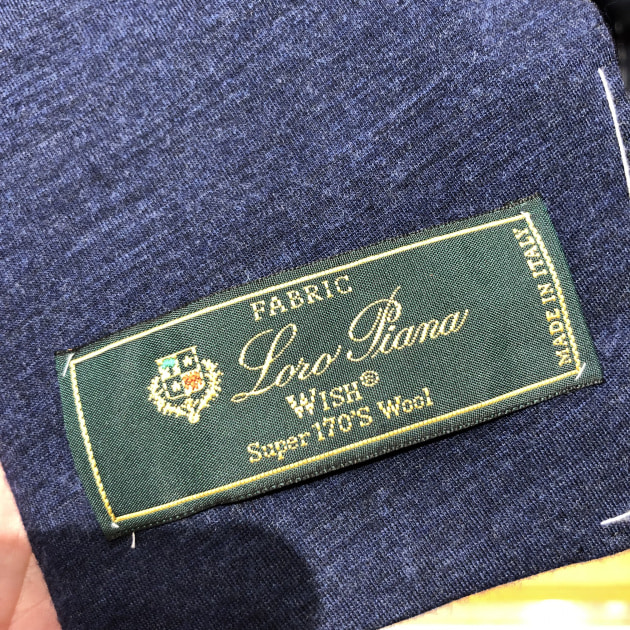 FABRIC
Loro Piana
WISH®
Super 170'S Wool
MADE IN ITALY